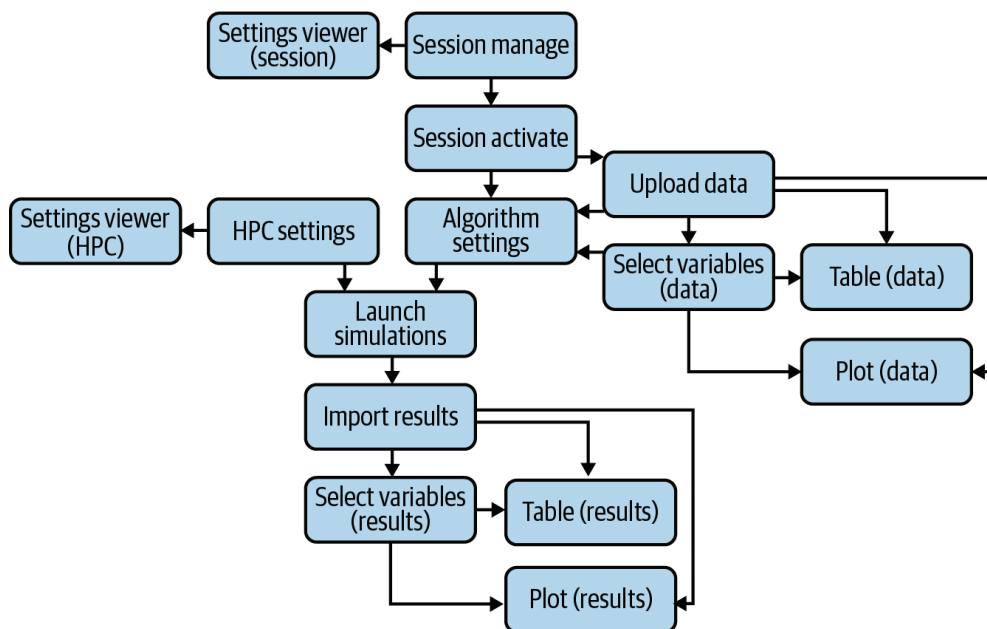 Settings viewer
(session)
Session manage
Session activate
Upload data
Settings viewer
(HPC)
HPC settings
Algorithm
settings
Select variables
(data)
Table (data)
Launch
simulations
Plot (data)
Import results
Select variables
(results)
Table (results)
Plot (results)